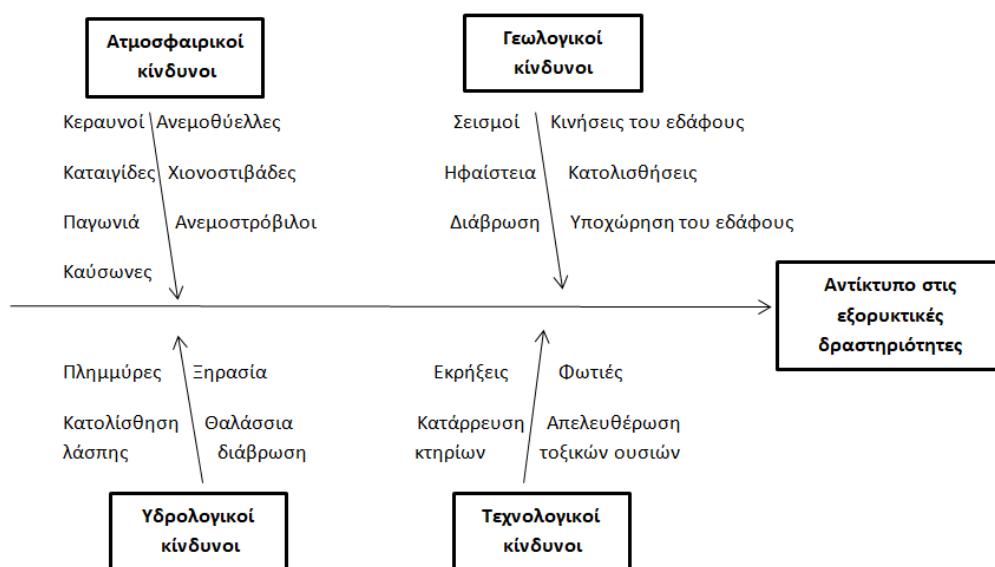 Ατμοσφαιρικοί
κίνδυνοι
Γεωλογικοί
κίνδυνοι
Κεραυνοί Ανεμοθύελλες
Καταιγίδες Χιονοστιβάδες
Παγωνιά Ανεμοστρόβιλοι
Καύσωνες
Σεισμοί Κινήσεις του εδάφους
Ηφαίστεια Κατολισθήσεις
Διάβρωση Υποχώρηση του εδάφους
Αντίκτυπο στις
εξορυκτικές
δραστηριότητες
Πλημμύρες Ξηρασία
Κατολίσθηση Θαλάσσια
λάσπης διάβρωση
Εκρήξεις Φωτιές
Κατάρρευση Απελευθέρωση
κτηρίων τοξικών ουσιών
Υδρολογικοί
κίνδυνοι
Τεχνολογικοί
κίνδυνοι